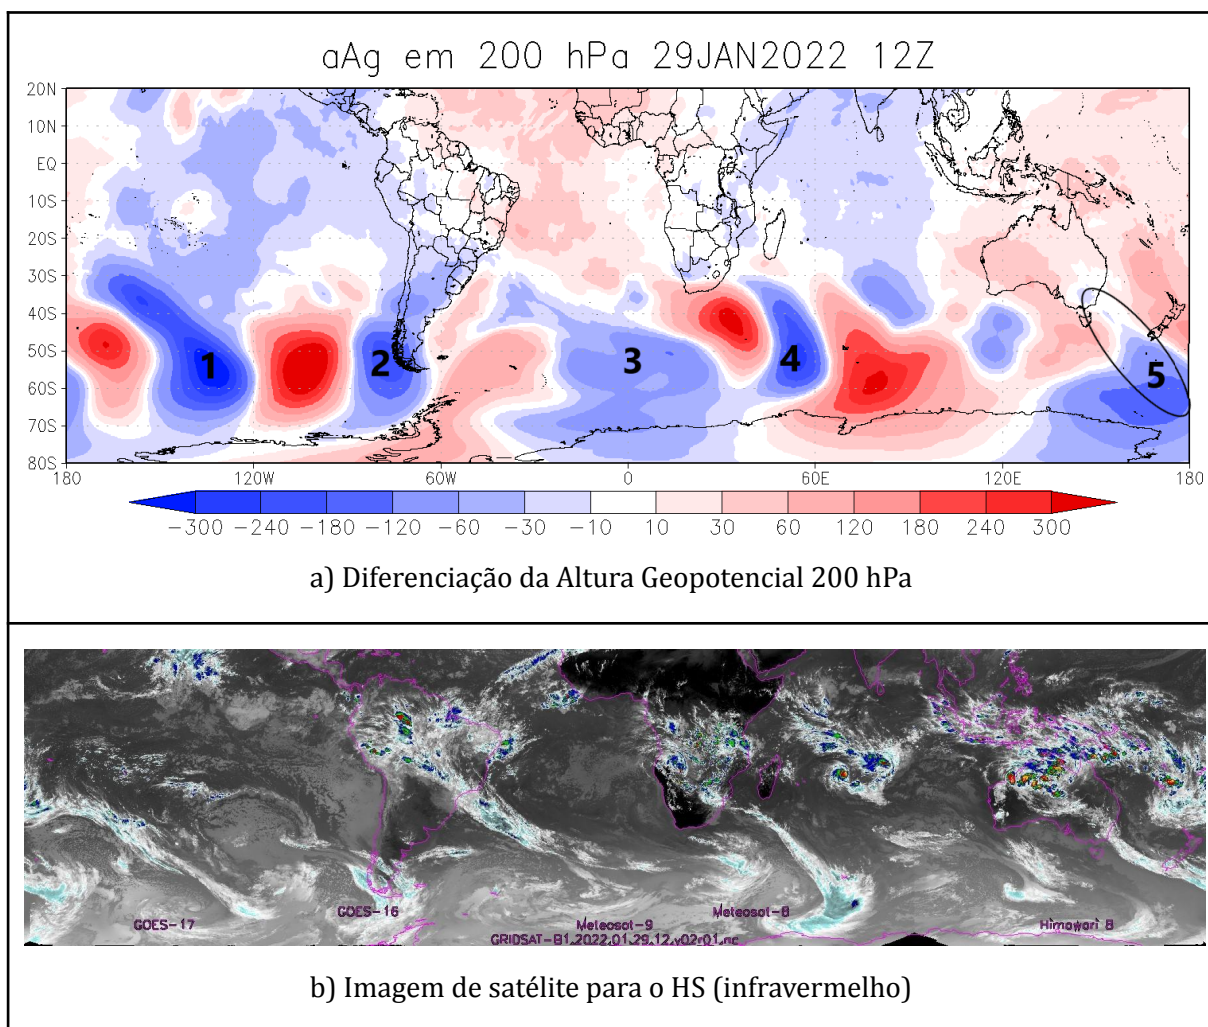 aAg em 200 hPa 29JAN2022 12Z
20N
10N
EQ
10S
20S
30S
40S
50S
60S
70S
80S
1
2
3
4
5
180 120W 60W 0 60E 120E 180
-300 -240 -180 -120 -60 -30 -10 10 30 60 120 180 240 300
a) Diferenciação da Altura Geopotencial 200 hPa
GOES-17
GOES-16
Meteosat-9
Meteosat-8
Himawari 8
GRIDSAT-B1.2022.01.29.12.v02r01.nc
b) Imagem de satélite para o HS (infravermelho)